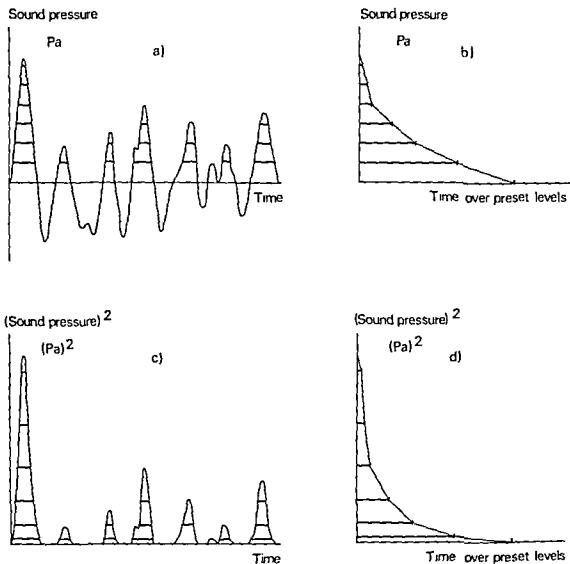 Sound pressure
Pa
a)
Time
Sound pressure
Pa
b)
Time over preset levels
(Sound pressure) 2
(Pa) 2
c)
Time
(Sound pressure) 2
(Pa) 2
d)
Time over preset levels